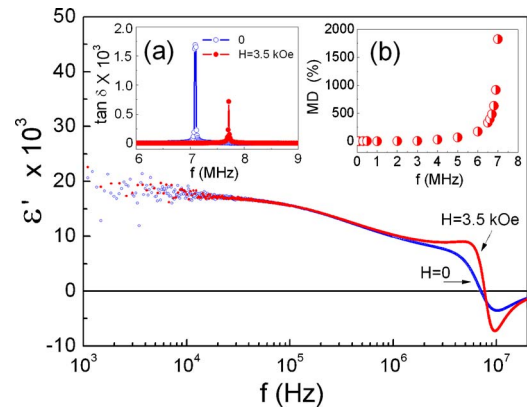 50
40
30
20
10
0
-10
ε' x 10³
10³
10⁴
10⁵
10⁶
10⁷
f (Hz)
(a)
0
H=3.5 kOe
2.0
1.5
1.0
0.5
0.0
tan δ X 10³
6
7
8
9
f (MHz)
(b)
2000
1500
1000
500
0
MD (%)
0 1 2 3 4 5 6 7 8
f (MHz)
H=3.5 kOe
H=0